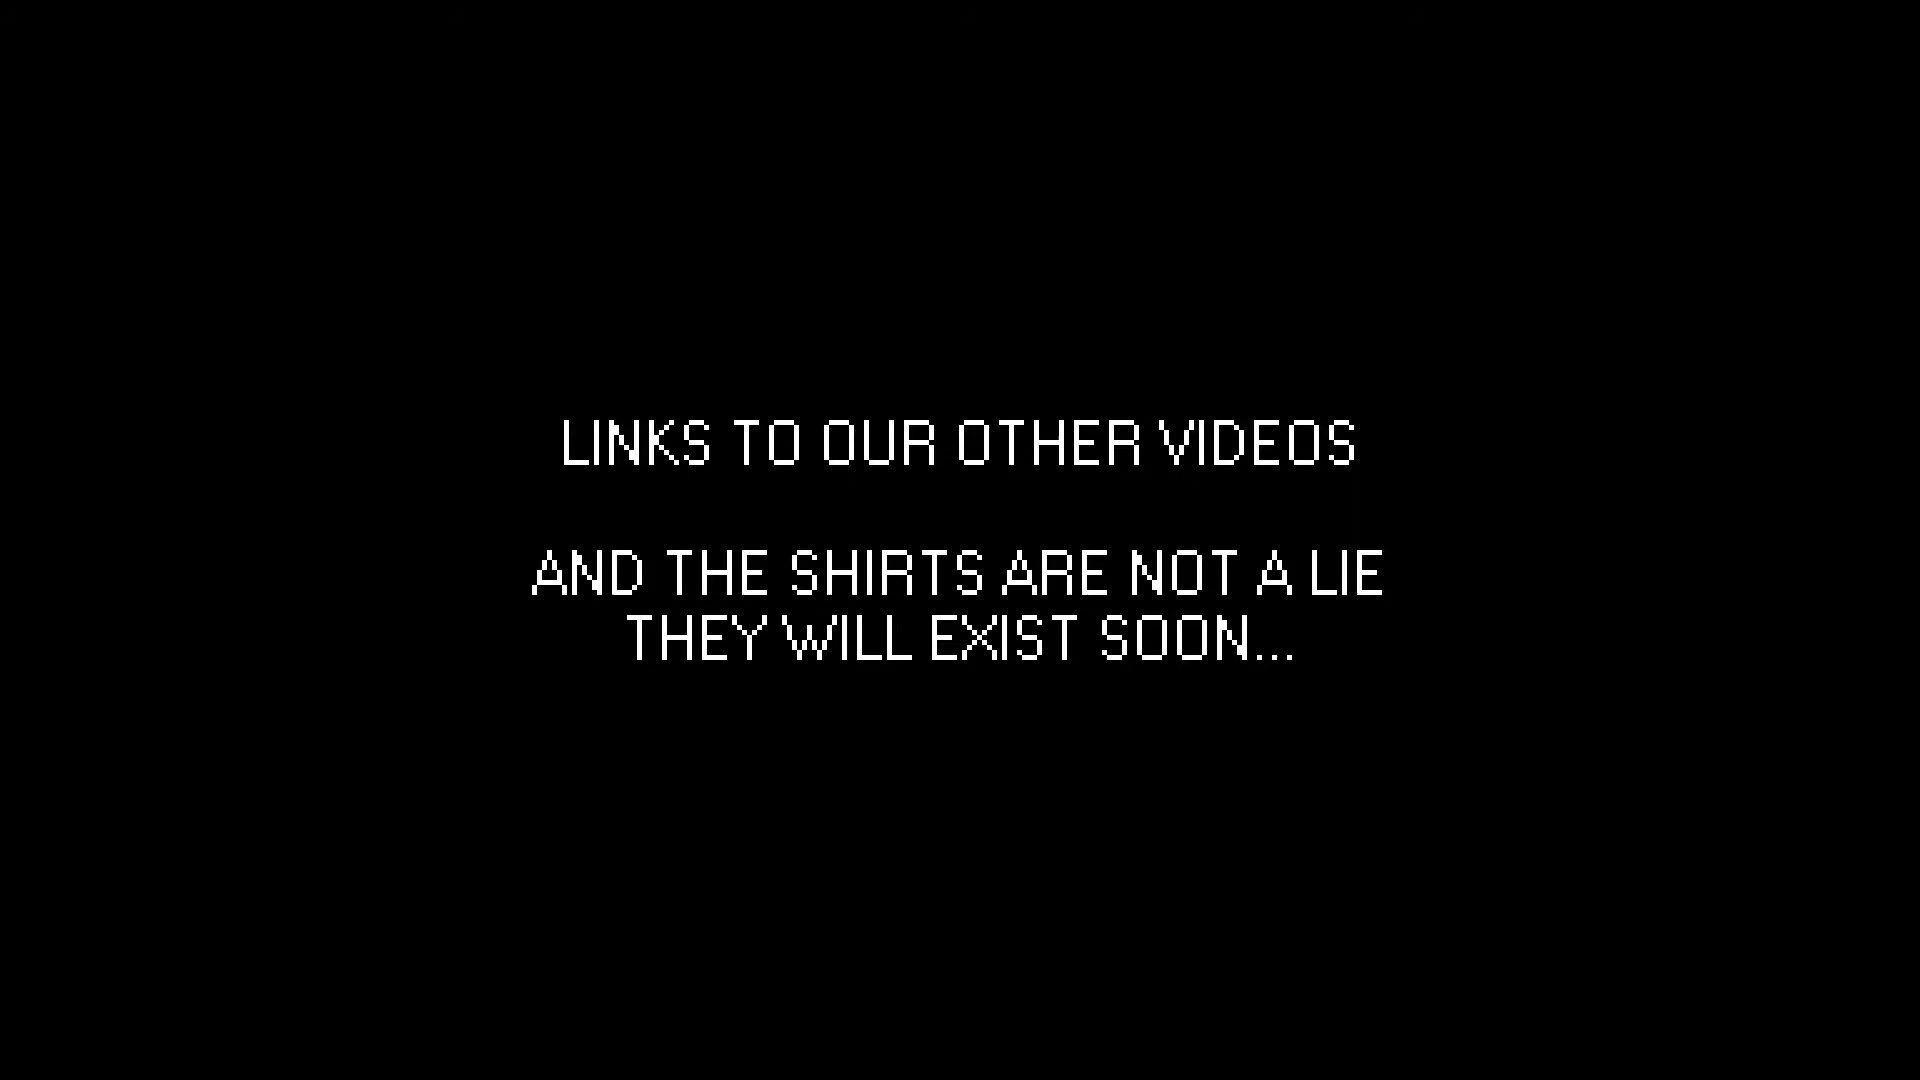 LINKS TO OUR OTHER VIDEOS
AND THE SHIRTS ARE NOT A LIE
THEY WILL EXIST SOON...